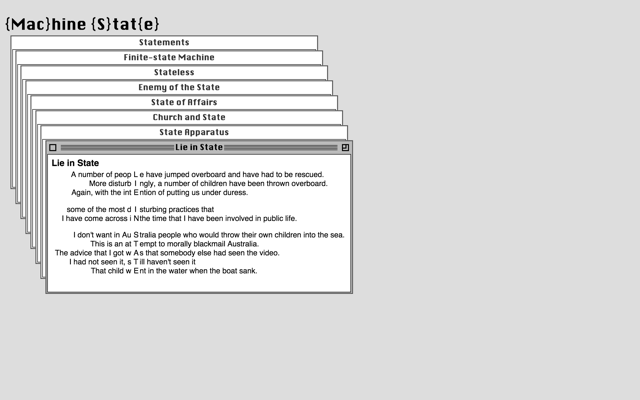 {Mac}hine {S}tat{e}
Statements
Finite-state Machine
Stateless
Enemy of the State
State of Affairs
Church and State
State Apparatus
Lie in State
Lie in State
A number of peop L e have jumped overboard and have had to be rescued.
More disturb I ngly, a number of children have been thrown overboard.
Again, with the int E ntion of putting us under duress.
some of the most d I sturbing practices that
I have come across i N the time that I have been involved in public life.
I don't want in Au S tralia people who would throw their own children into the sea.
This is an at T empt to morally blackmail Australia.
The advice that I got w A s that somebody else had seen the video.
I had not seen it, s T ill haven't seen it
That child w E nt in the water when the boat sank.